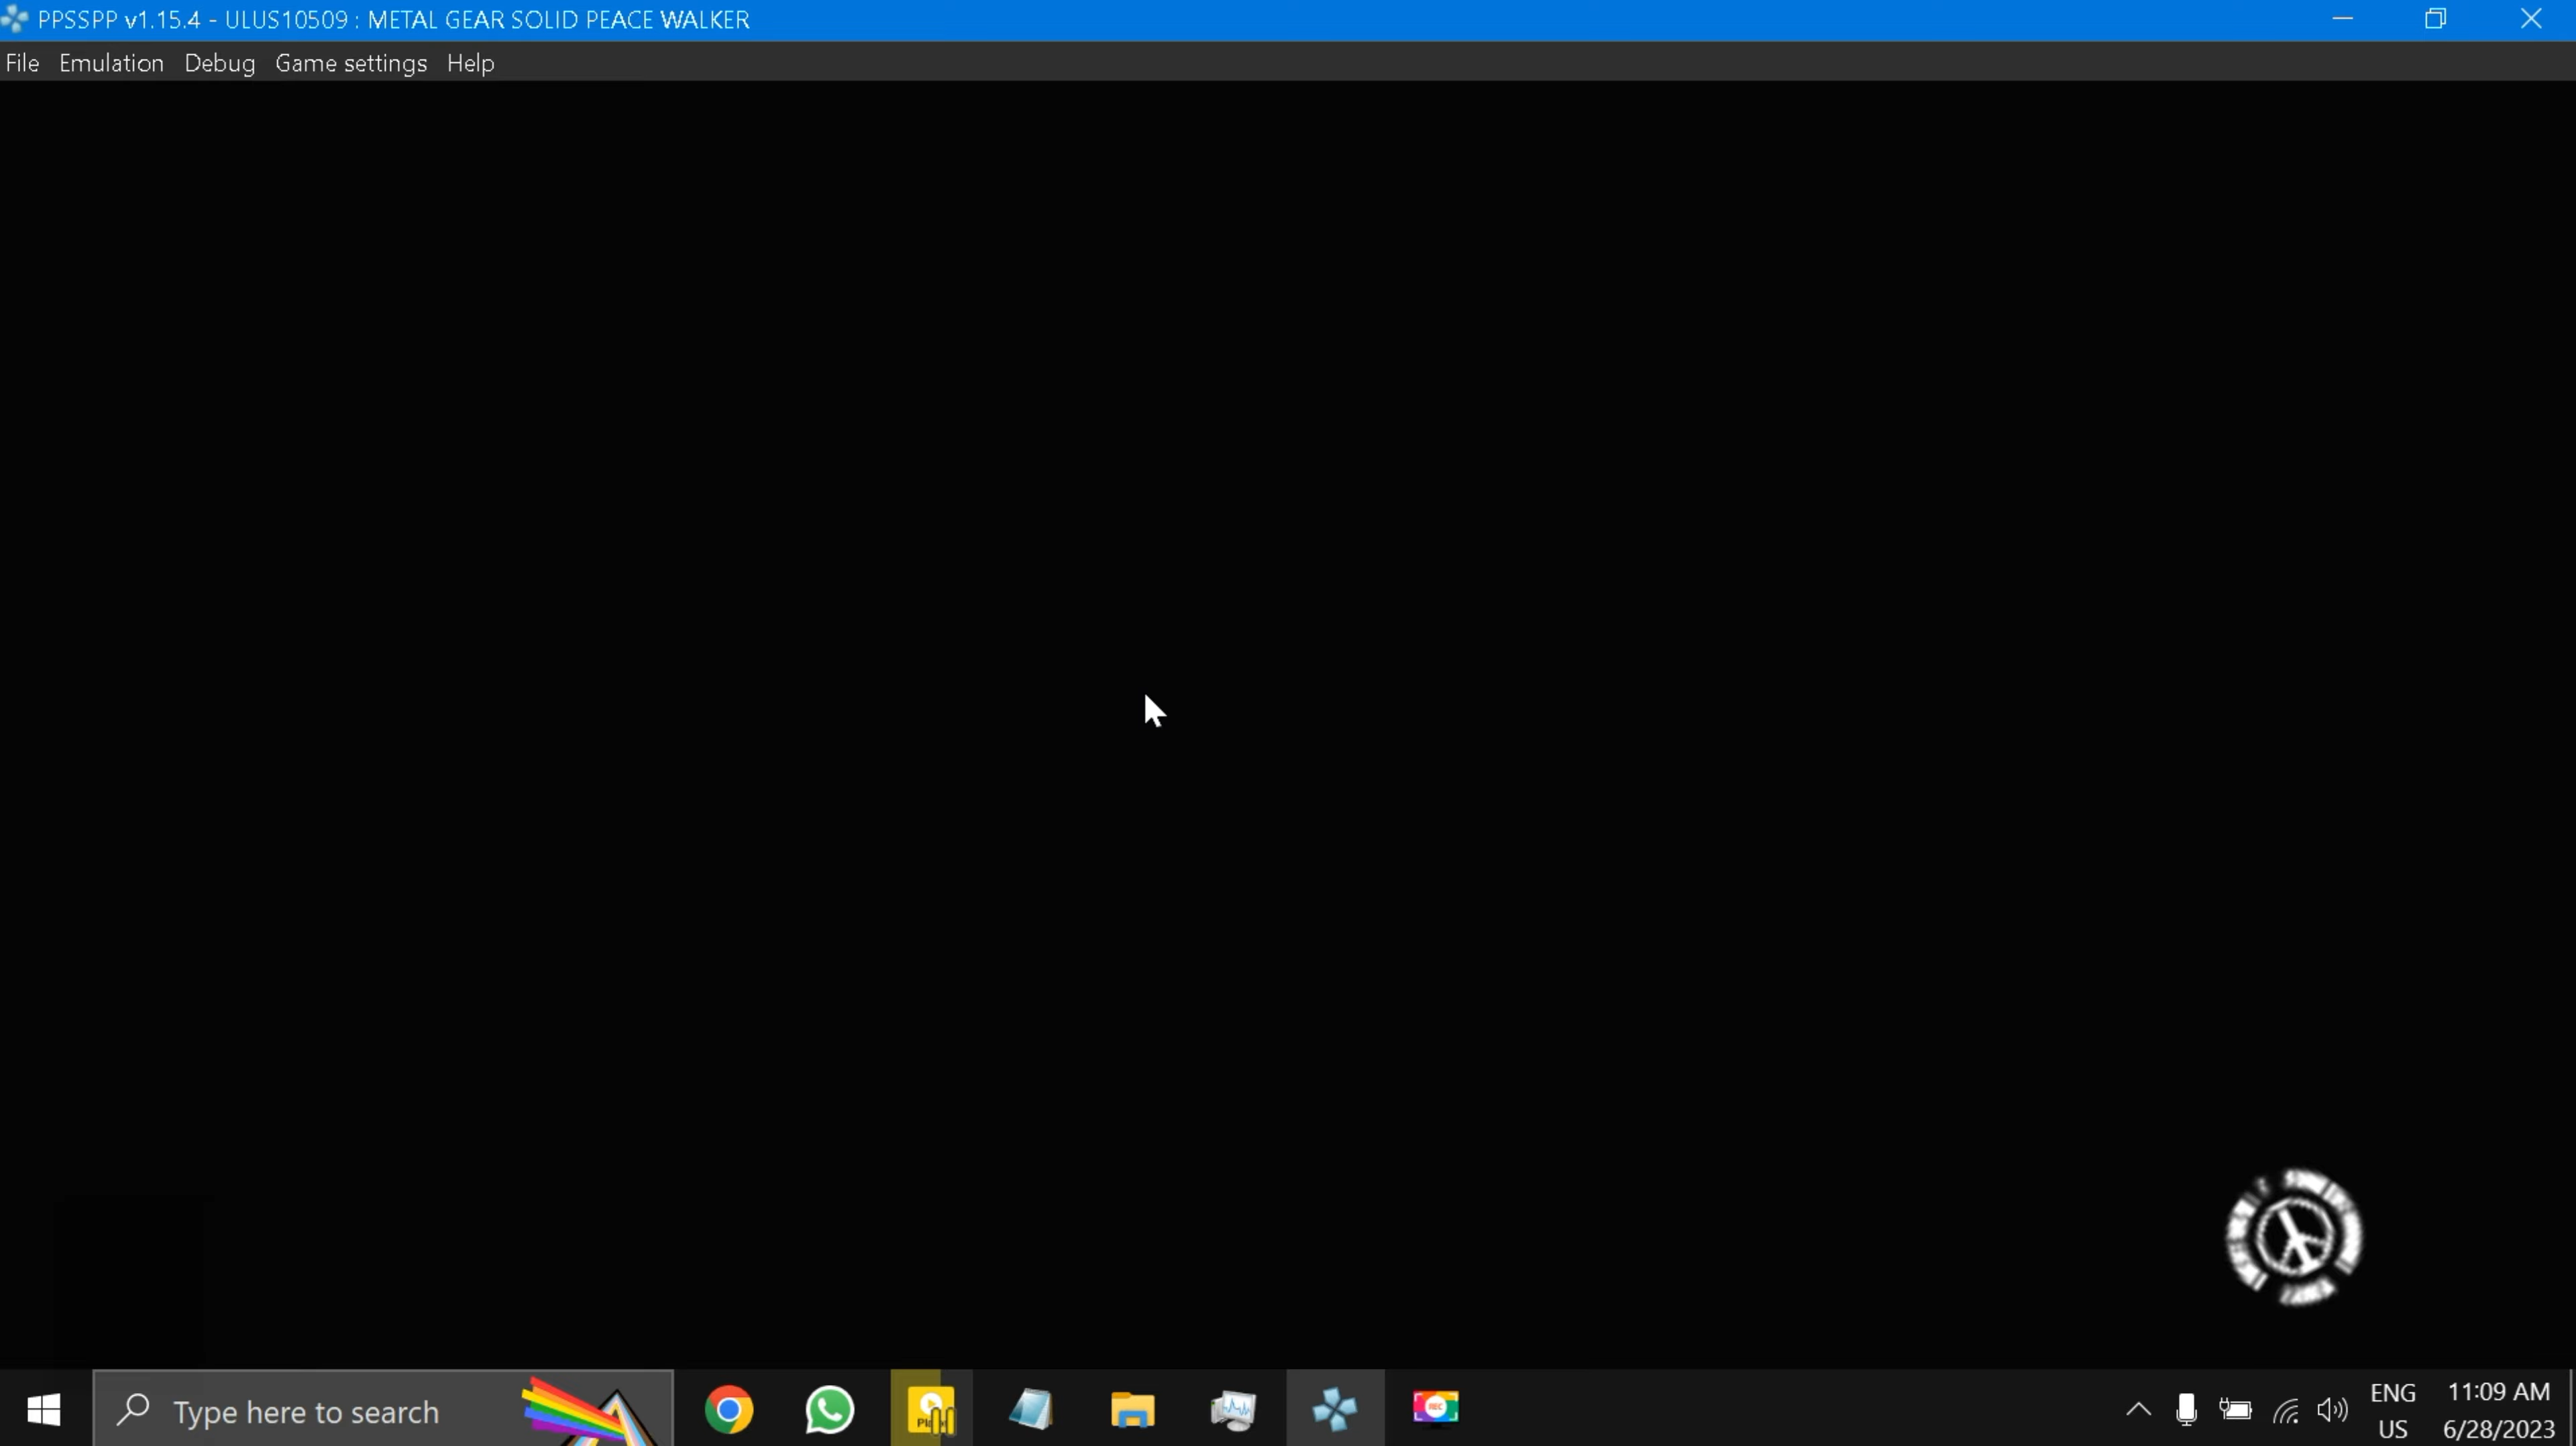 PPSSPP v1.15.4 - ULUS10509 : METAL GEAR SOLID PEACE WALKER
File Emulation Debug Game settings Help
Type here to search
REC
ENG
US
11:09 AM
6/28/2023